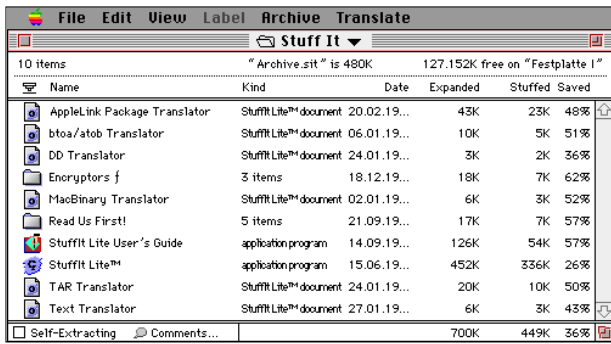 File Edit View Label Archive Translate
Stuff It
10 items "Archive.sit" is 480K 127.152K free on "Festplatte I"
Name Kind Date Expanded Stuffed Saved
AppleLink Package Translator StuffIt Lite™ document 20.02.19... 43K 23K 48%
btoa/atob Translator StuffIt Lite™ document 06.01.19... 10K 5K 51%
DD Translator StuffIt Lite™ document 24.01.19... 3K 2K 36%
Encryptors ƒ 3 items 18.12.19... 18K 7K 62%
MacBinary Translator StuffIt Lite™ document 02.01.19... 6K 3K 52%
Read Us First! 5 items 21.09.19... 17K 7K 57%
StuffIt Lite User's Guide application program 14.09.19... 126K 54K 57%
StuffIt Lite™ application program 15.06.19... 452K 336K 26%
TAR Translator StuffIt Lite™ document 24.01.19... 20K 10K 50%
Text Translator StuffIt Lite™ document 27.01.19... 6K 3K 43%
Self-Extracting Comments... 700K 449K 36%